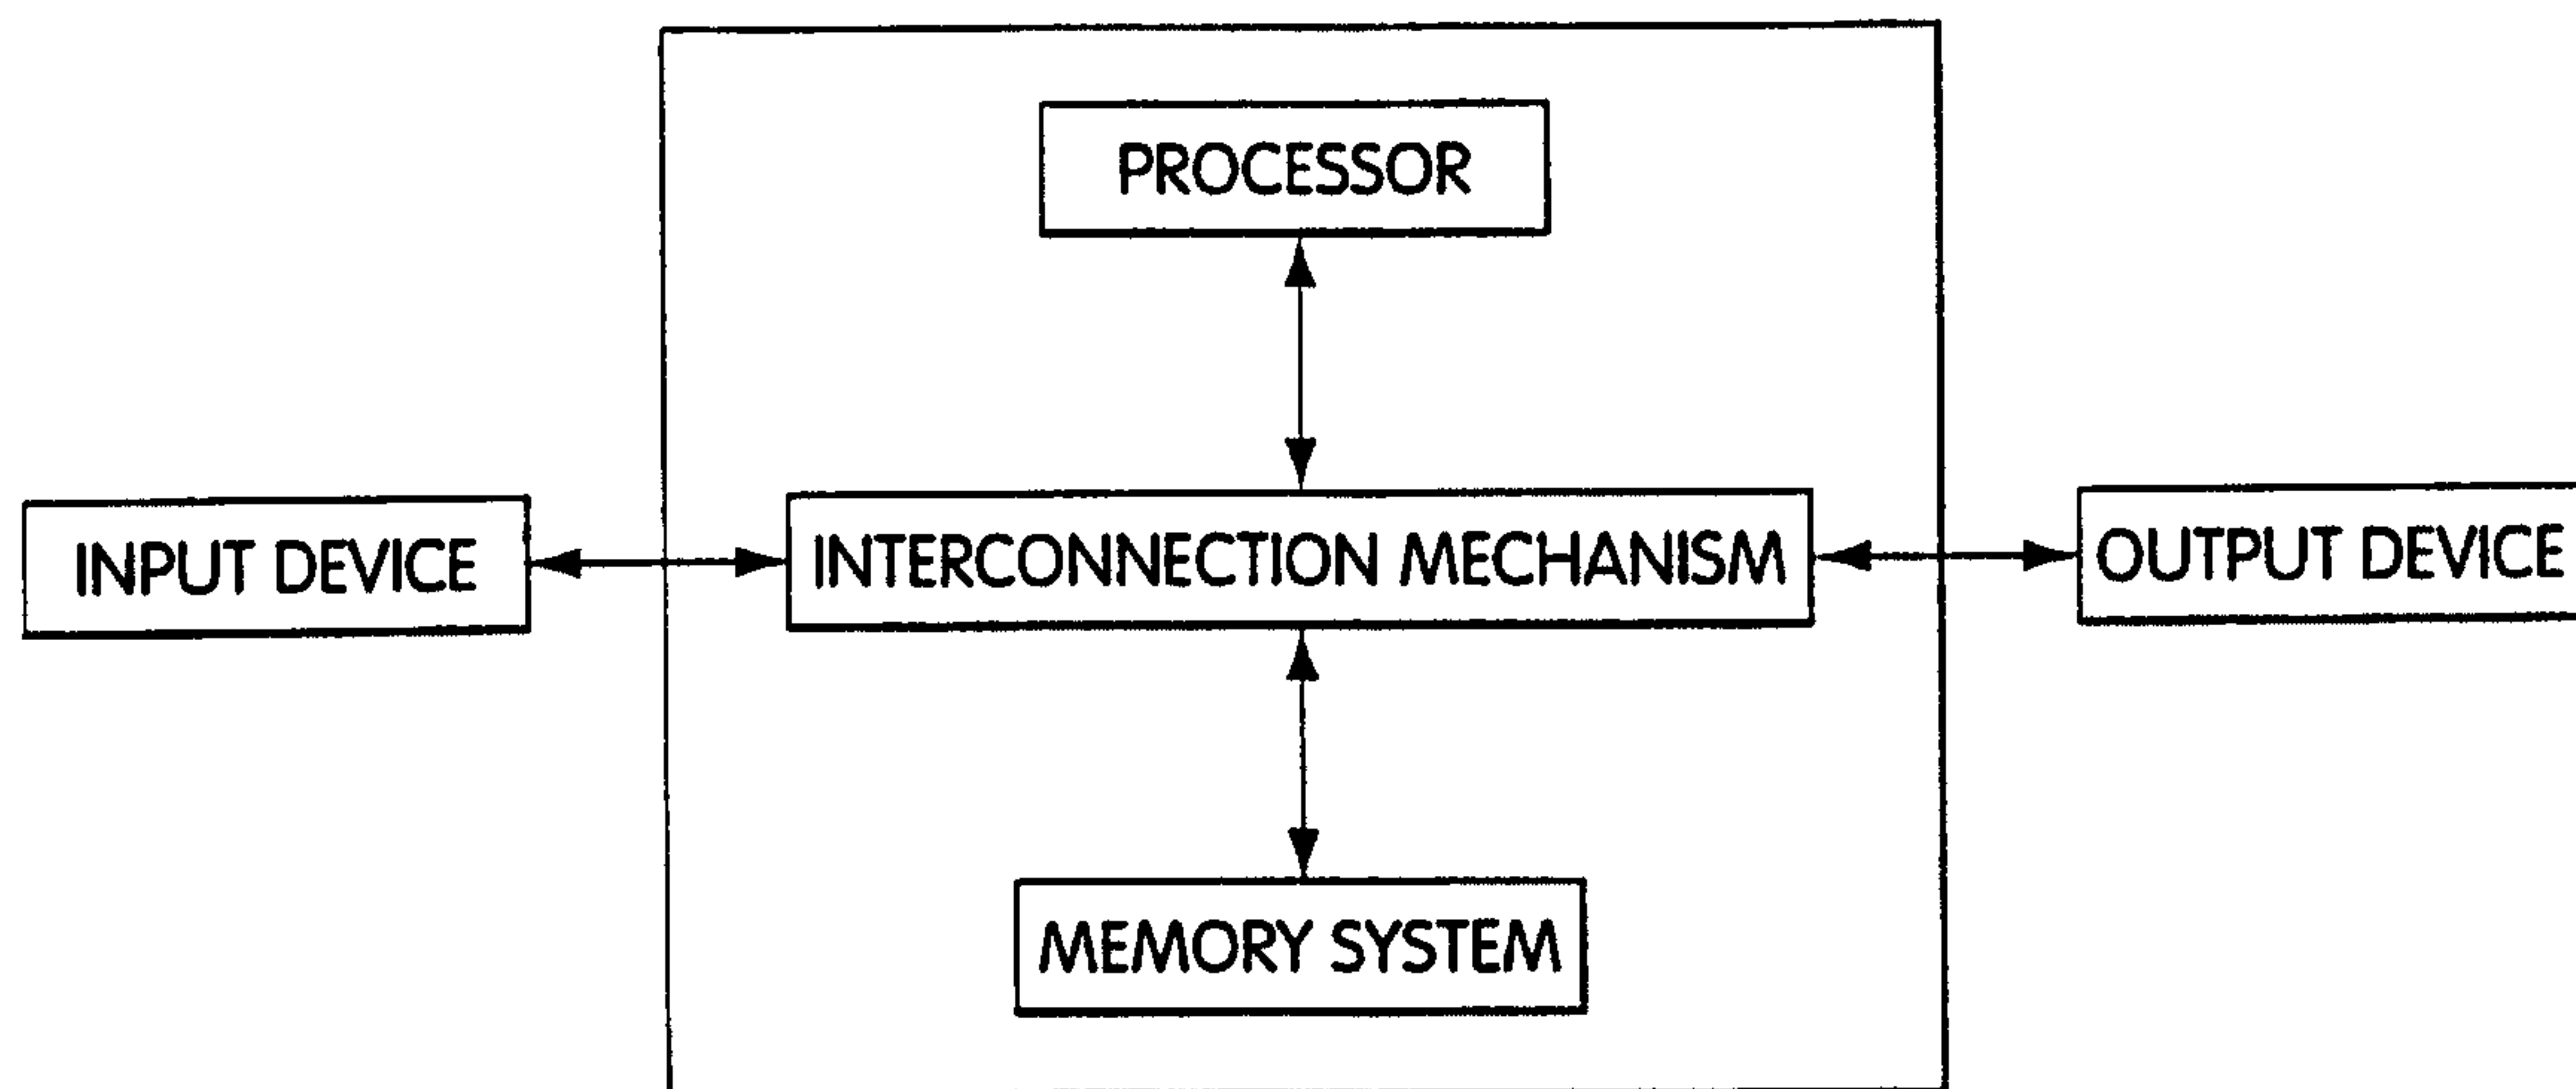 PROCESSOR
INPUT DEVICE
INTERCONNECTION MECHANISM
OUTPUT DEVICE
MEMORY SYSTEM